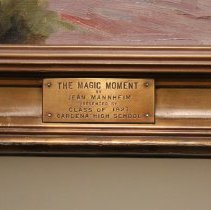 THE MAGIC MOMENT
BY
JEAN MANNHEIM
PRESENTED BY
CLASS OF 1927
GARDENA HIGH SCHOOL